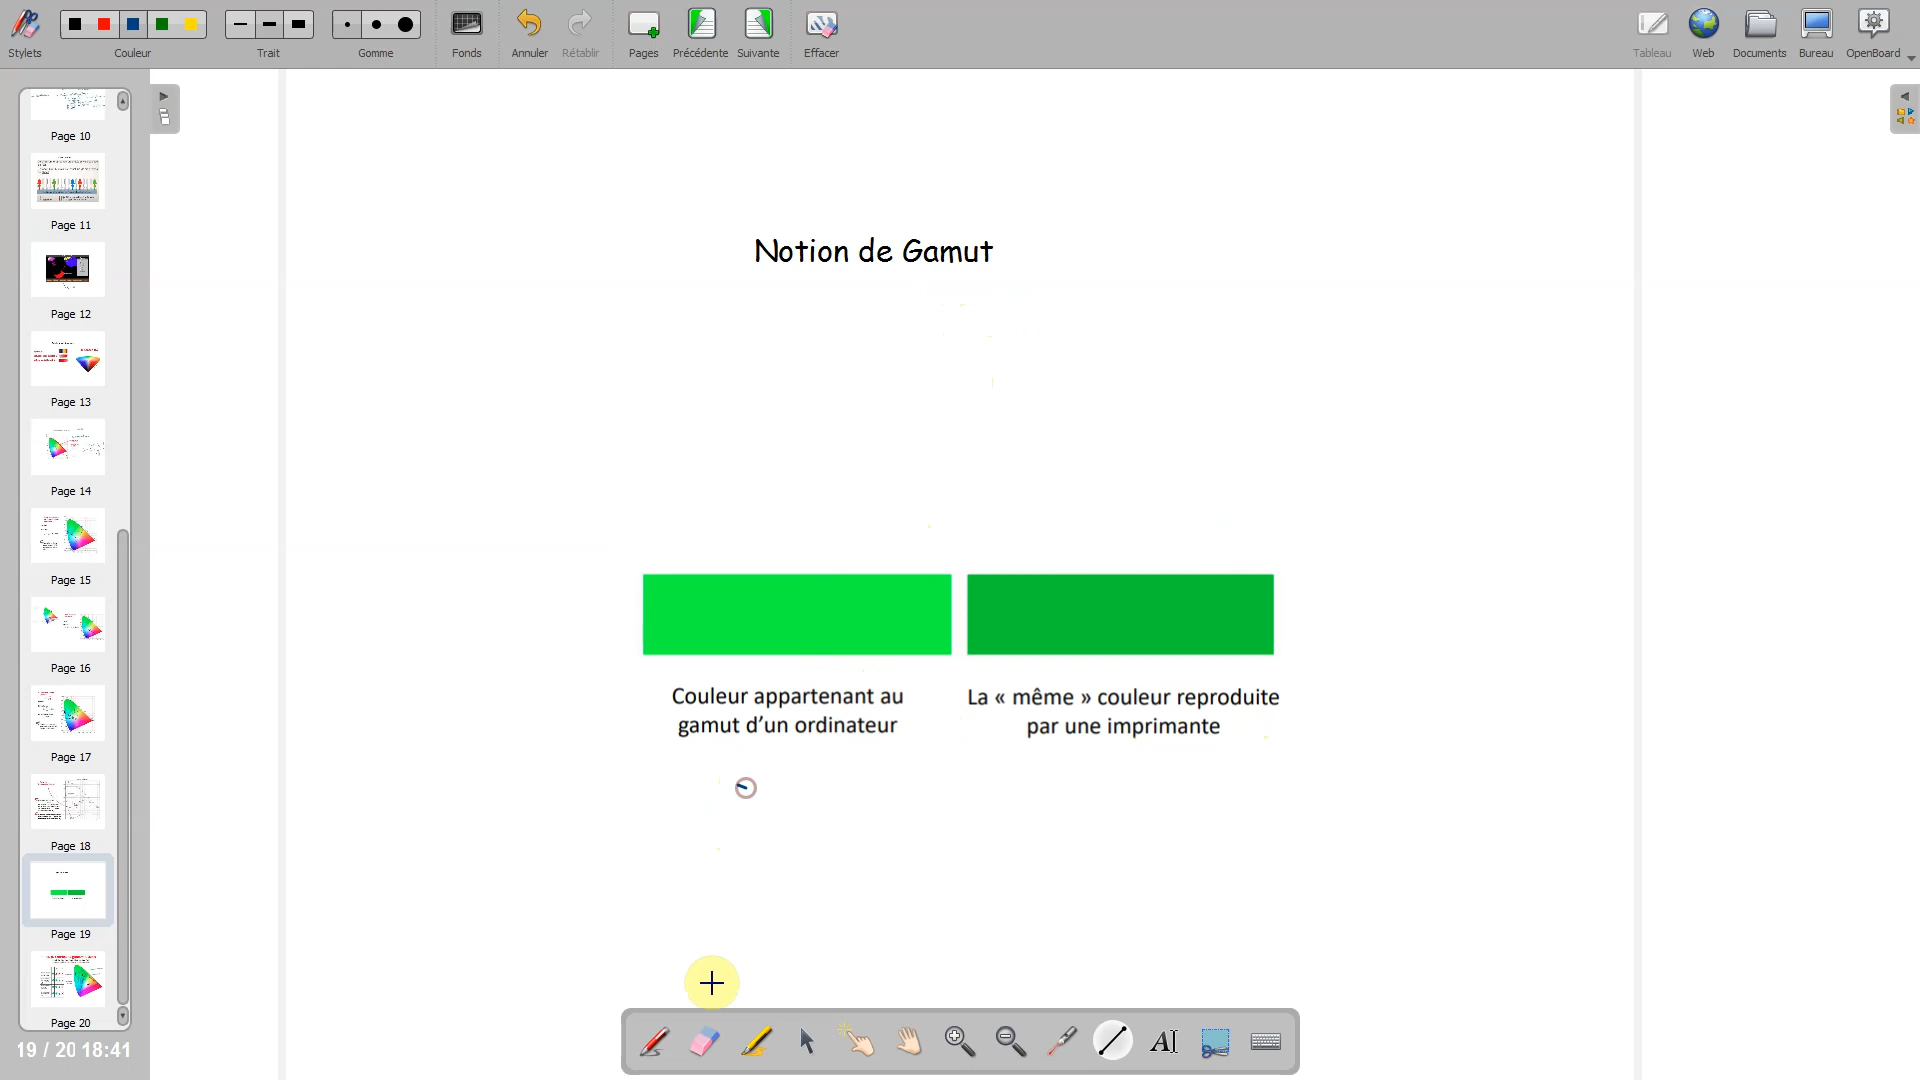 Stylets
Couleur
Trait
Gomme
Fonds
Annuler
Rétablir
Pages
Précédente
Suivante
Effacer
Tableau
Web
Documents
Bureau
OpenBoard
Page 10
Page 11
Page 12
Page 13
Page 14
Page 15
Page 16
Page 17
Page 18
Page 19
Page 20
19 / 20 18:41
Notion de Gamut
Couleur appartenant au
gamut d'un ordinateur
La « même » couleur reproduite
par une imprimante
AI